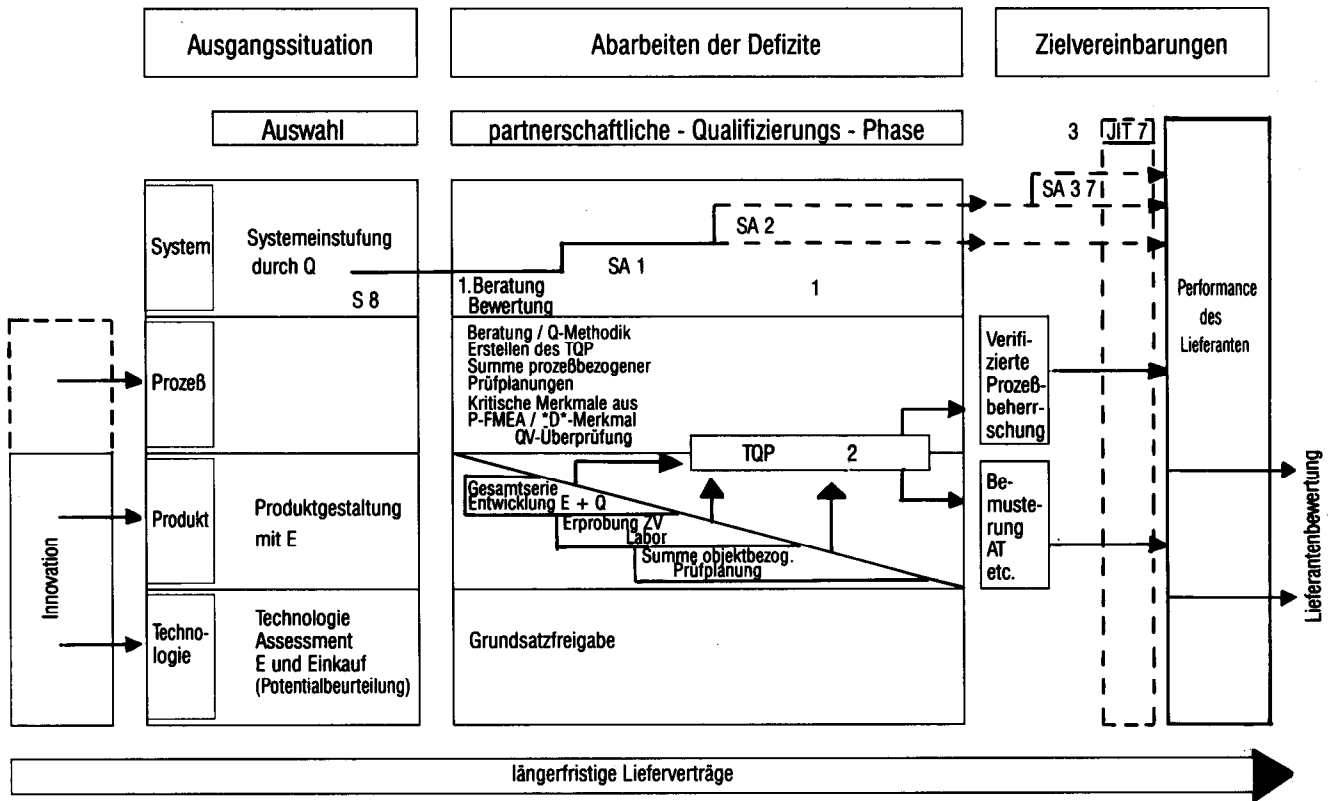 Ausgangssituation
Abarbeiten der Defizite
Zielvereinbarungen
Auswahl
partnerschaftliche - Qualifizierungs - Phase
3
JIT 7
SA 3 7
System
Systemeinstufung
durch Q
S 8
SA 2
SA 1
1
1.Beratung
Bewertung
Performance
des
Lieferanten
Prozeß
Beratung / Q-Methodik
Erstellen des TQP
Summe prozeßbezogener
Prüfplanungen
Kritische Merkmale aus
P-FMEA / *D*-Merkmal
QV-Überprüfung
Verifi-
zierte
Prozeß-
beherr-
schung
TQP 2
Innovation
Produkt
Produktgestaltung
mit E
Gesamtserie
Entwicklung E + Q
Erprobung ZV
Labor
Summe objektbezog.
Prüfplanung
Be-
muste-
rung
AT
etc.
Lieferantenbewertung
Techno-
logie
Technologie
Assessment
E und Einkauf
(Potentialbeurteilung)
Grundsatzfreigabe
längerfristige Lieferverträge